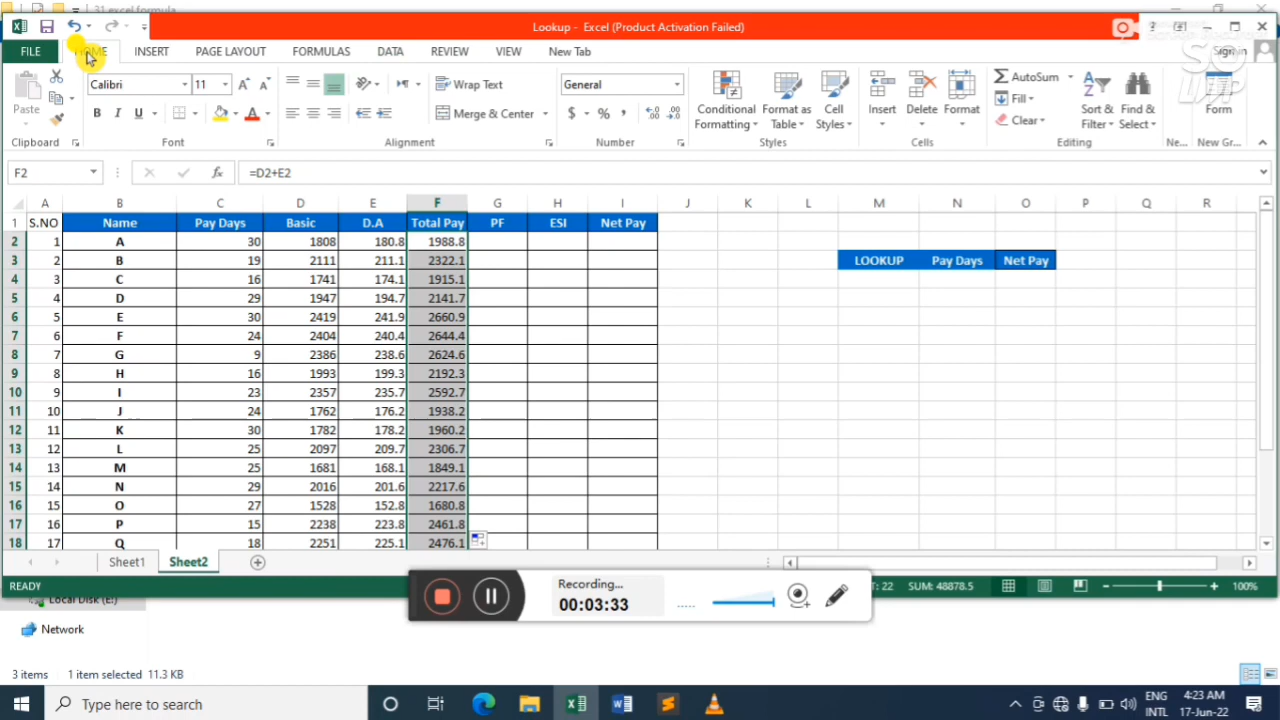 31 excel formula
Lookup - Excel (Product Activation Failed)
FILE HOME INSERT PAGE LAYOUT FORMULAS DATA REVIEW VIEW New Tab Sign in
Paste Calibri 11 Wrap Text General Conditional Formatting Format as Table Cell Styles Insert Delete Format AutoSum Sort & Filter Find & Select Form
B I U Merge & Center $ % , Fill
Clear
Clipboard Font Alignment Number Styles Cells Editing Ne... New Gr...
F2 fx =D2+E2
A B C D E F G H I J K L M N O P Q R
1 S.NO Name Pay Days Basic D.A Total Pay PF ESI Net Pay
2 1 A 30 1808 180.8 1988.8
3 2 B 19 2111 211.1 2322.1 LOOKUP Pay Days Net Pay
4 3 C 16 1741 174.1 1915.1
5 4 D 29 1947 194.7 2141.7
6 5 E 30 2419 241.9 2660.9
7 6 F 24 2404 240.4 2644.4
8 7 G 9 2386 238.6 2624.6
9 8 H 16 1993 199.3 2192.3
10 9 I 23 2357 235.7 2592.7
11 10 J 24 1762 176.2 1938.2
12 11 K 30 1782 178.2 1960.2
13 12 L 25 2097 209.7 2306.7
14 13 M 25 1681 168.1 1849.1
15 14 N 29 2016 201.6 2217.6
16 15 O 27 1528 152.8 1680.8
17 16 P 15 2238 223.8 2461.8
18 17 Q 18 2251 225.1 2476.1
Sheet1 Sheet2
READY T: 22 SUM: 48878.5 100%
Recording...
00:03:33
Local Disk (E:)
Network
3 items 1 item selected 11.3 KB
Type here to search
ENG 4:23 AM
INTL 17-Jun-22